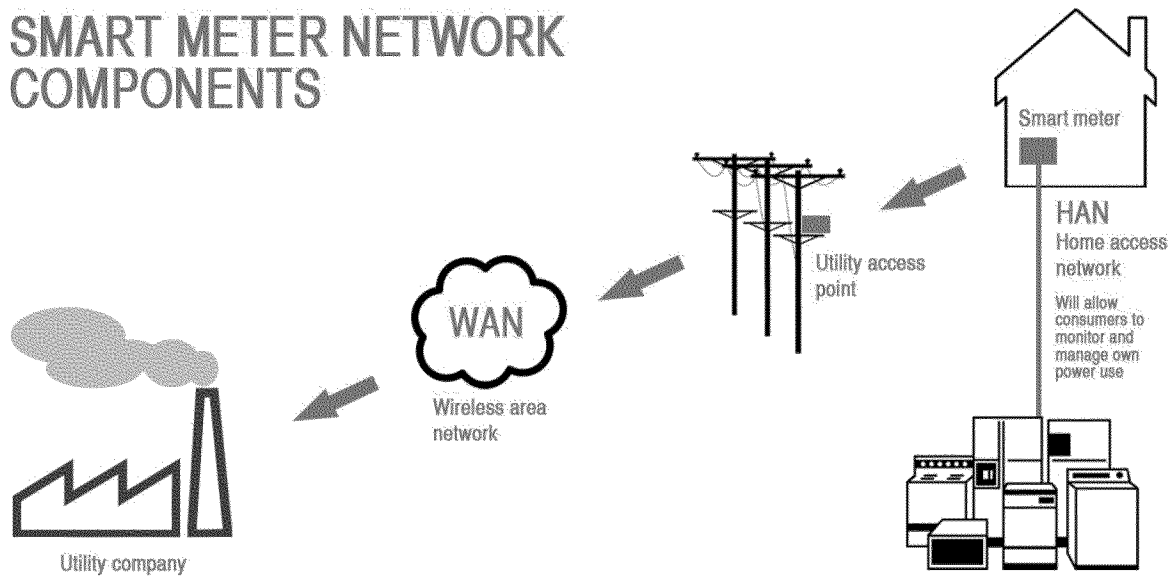 SMART METER NETWORK
COMPONENTS
Smart meter
HAN
Home access
network
Will allow
consumers to
monitor and
manage own
power use
Utility access
point
WAN
Wireless area
network
Utility company